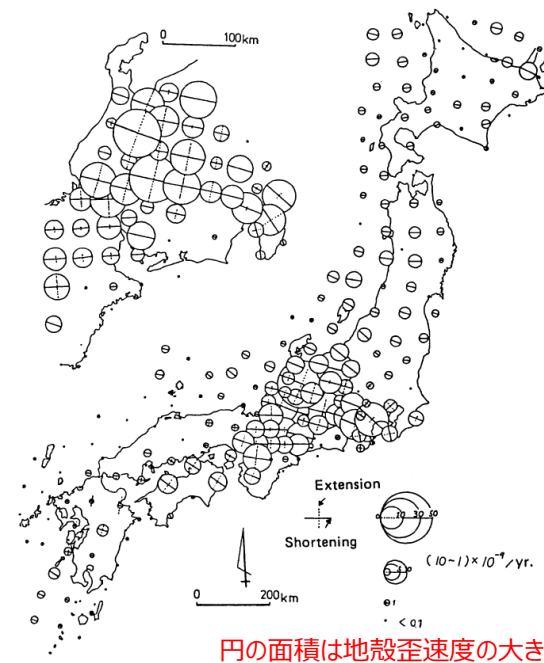 0 100km
Extension
Shortening
0 10 30 50
(10~1)×10⁻⁹/yr.
1
< 0.1
0 200km
円の面積は地殻歪速度の大き